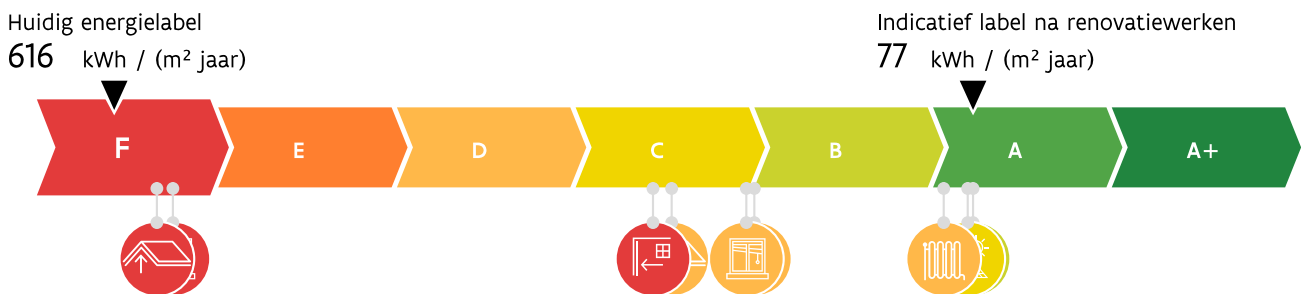 Huidig energielabel
616 kWh / (m² jaar)
Indicatief label na renovatiewerken
77 kWh / (m² jaar)
F E D C B A A+